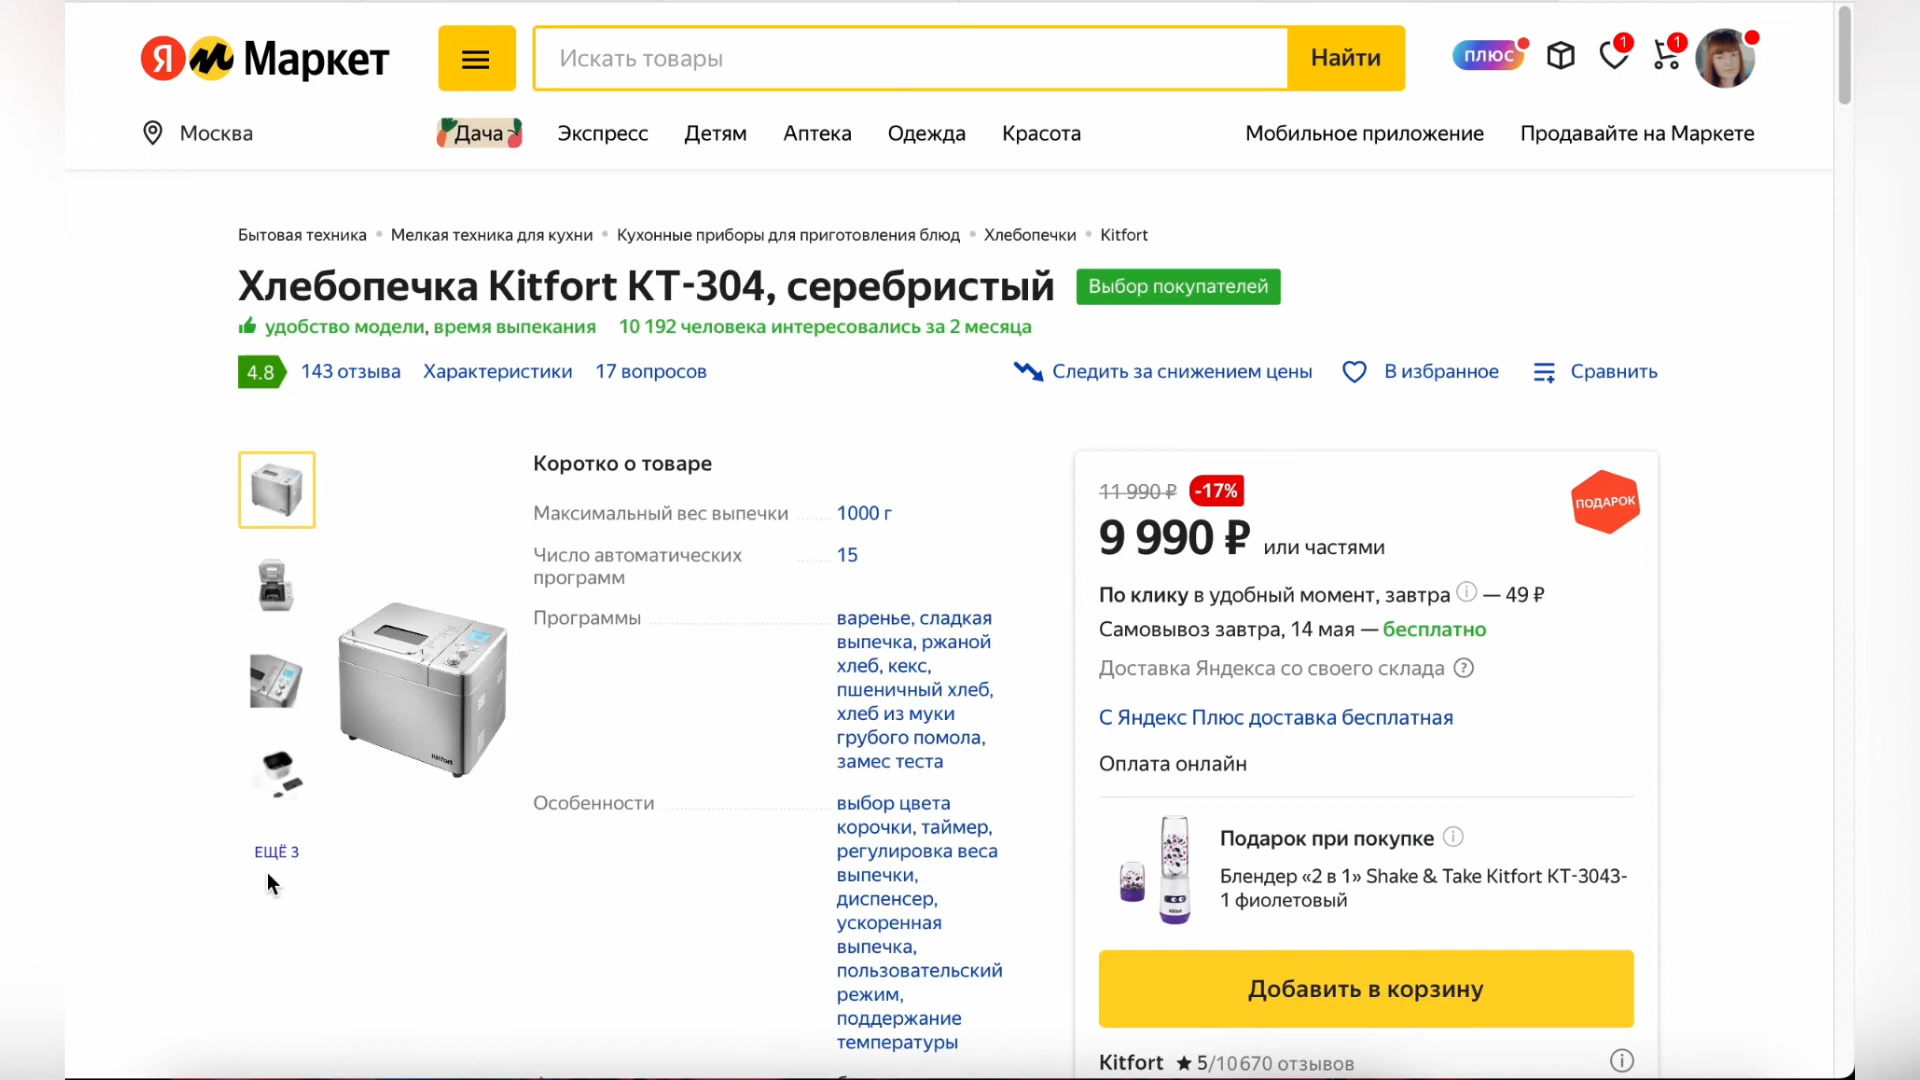 Я Маркет
Искать товары
Найти
плюс
1
1
Москва
Дача
Экспресс
Детям
Аптека
Одежда
Красота
Мобильное приложение
Продавайте на Маркете
Бытовая техника • Мелкая техника для кухни • Кухонные приборы для приготовления блюд • Хлебопечки • Kitfort
Хлебопечка Kitfort КТ-304, серебристый
Выбор покупателей
удобство модели, время выпекания
10 192 человека интересовались за 2 месяца
4.8
143 отзыва
Характеристики
17 вопросов
Следить за снижением цены
В избранное
Сравнить
ЕЩЁ 3
Kitfort
Коротко о товаре
Максимальный вес выпечки
1000 г
Число автоматических
программ
15
Программы
варенье, сладкая
выпечка, ржаной
хлеб, кекс,
пшеничный хлеб,
хлеб из муки
грубого помола,
замес теста
Особенности
выбор цвета
корочки, таймер,
регулировка веса
выпечки,
диспенсер,
ускоренная
выпечка,
пользовательский
режим,
поддержание
температуры
11 990 ₽
-17%
ПОДАРОК
9 990 ₽ или частями
По клику в удобный момент, завтра — 49 ₽
Самовывоз завтра, 14 мая — бесплатно
Доставка Яндекса со своего склада
С Яндекс Плюс доставка бесплатная
Оплата онлайн
Подарок при покупке
Блендер «2 в 1» Shake & Take Kitfort КТ-3043-
1 фиолетовый
Добавить в корзину
Kitfort ★ 5/10 670 отзывов